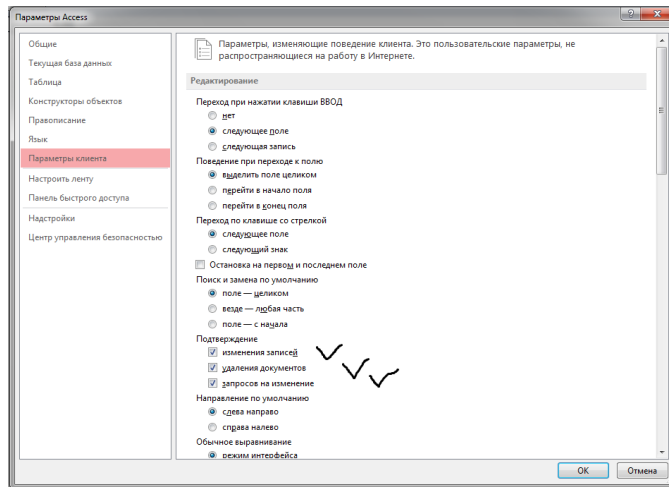 Параметры Access
Общие
Текущая база данных
Таблица
Конструкторы объектов
Правописание
Язык
Параметры клиента
Настроить ленту
Панель быстрого доступа
Надстройки
Центр управления безопасностью
Параметры, изменяющие поведение клиента. Это пользовательские параметры, не
распространяющиеся на работу в Интернете.
Редактирование
Переход при нажатии клавиши ВВОД
нет
следующее поле
следующая запись
Поведение при переходе к полю
выделить поле целиком
перейти в начало поля
перейти в конец поля
Переход по клавише со стрелкой
следующее поле
следующий знак
Остановка на первом и последнем поле
Поиск и замена по умолчанию
поле — целиком
везде — любая часть
поле — с начала
Подтверждение
изменения записей
удаления документов
запросов на изменение
Направление по умолчанию
слева направо
справа налево
Обычное выравнивание
режим интерфейса
ОК
Отмена